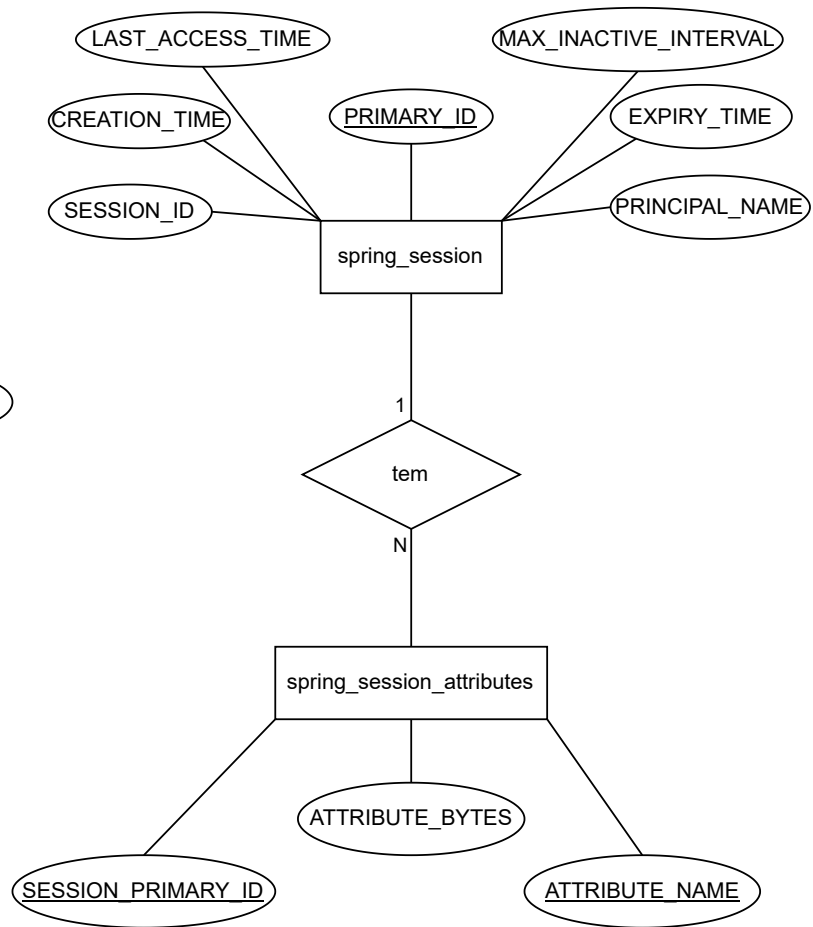 LAST_ACCESS_TIME
MAX_INACTIVE_INTERVAL
CREATION_TIME
PRIMARY_ID
EXPIRY_TIME
SESSION_ID
PRINCIPAL_NAME
spring_session
1
tem
N
spring_session_attributes
ATTRIBUTE_BYTES
SESSION_PRIMARY_ID
ATTRIBUTE_NAME